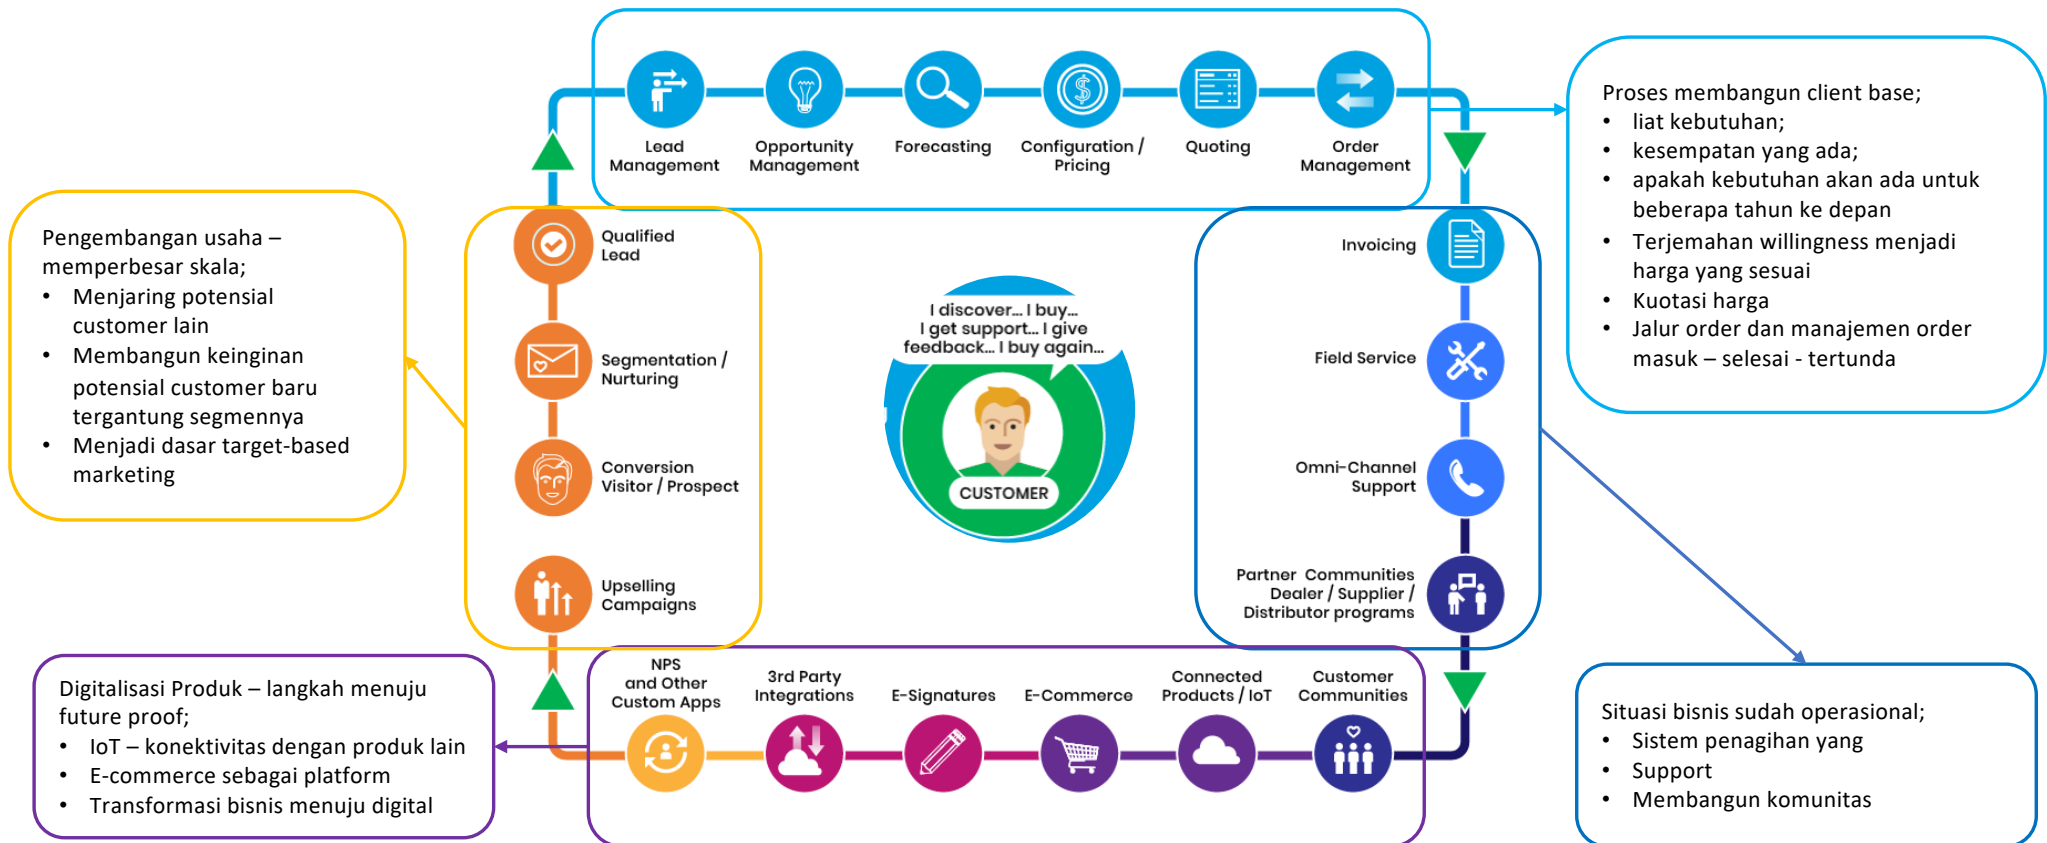 Lead
Management
Opportunity
Management
Forecasting
Configuration /
Pricing
Quoting
Order
Management
Proses membangun client base;
• liat kebutuhan;
• kesempatan yang ada;
• apakah kebutuhan akan ada untuk
beberapa tahun ke depan
• Terjemahan willingness menjadi
harga yang sesuai
• Kuotasi harga
• Jalur order dan manajemen order
masuk – selesai - tertunda
Pengembangan usaha –
memperbesar skala;
• Menjaring potensial
customer lain
• Membangun keinginan
potensial customer baru
tergantung segmennya
• Menjadi dasar target-based
marketing
Qualified
Lead
Segmentation /
Nurturing
Conversion
Visitor / Prospect
Upselling
Campaigns
I discover... I buy...
I get support... I give
feedback... I buy again...
CUSTOMER
Invoicing
Field Service
Omni-Channel
Support
Partner Communities
Dealer / Supplier /
Distributor programs
Digitalisasi Produk – langkah menuju
future proof;
• IoT – konektivitas dengan produk lain
• E-commerce sebagai platform
• Transformasi bisnis menuju digital
NPS
and Other
Custom Apps
3rd Party
Integrations
E-Signatures
E-Commerce
Connected
Products / IoT
Customer
Communities
Situasi bisnis sudah operasional;
• Sistem penagihan yang
• Support
• Membangun komunitas